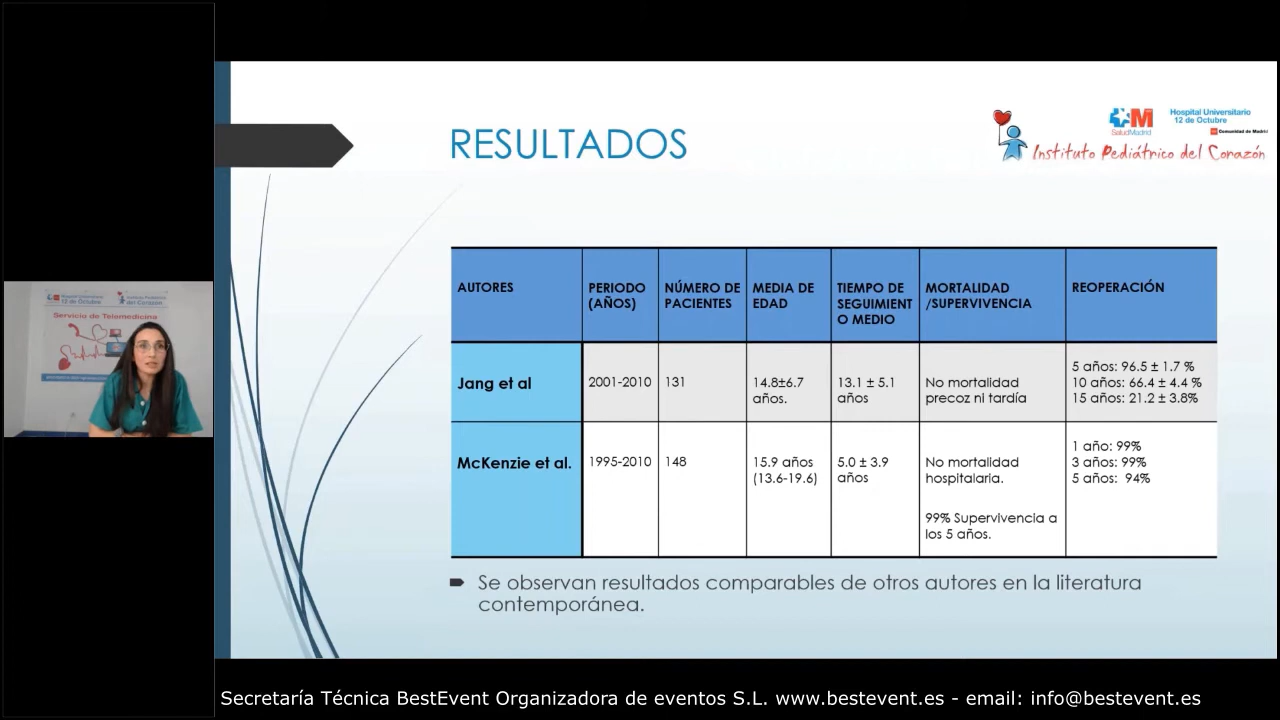 RESULTADOS
SaludMadrid
Hospital Universitario
12 de Octubre
Comunidad de Madrid
Instituto Pediátrico del Corazón
Servicio de Telemedicina
AUTORES
PERIODO
(AÑOS)
NÚMERO DE
PACIENTES
MEDIA DE
EDAD
TIEMPO DE
SEGUIMIENT
O MEDIO
MORTALIDAD
/SUPERVIVENCIA
REOPERACIÓN
Jang et al
2001-2010
131
14.8±6.7
años.
13.1 ± 5.1
años
No mortalidad
precoz ni tardía
5 años: 96.5 ± 1.7 %
10 años: 66.4 ± 4.4 %
15 años: 21.2 ± 3.8%
McKenzie et al.
1995-2010
148
15.9 años
(13.6-19.6)
5.0 ± 3.9
años
No mortalidad
hospitalaria.
99% Supervivencia a
los 5 años.
1 año: 99%
3 años: 99%
5 años: 94%
Se observan resultados comparables de otros autores en la literatura
contemporánea.
Secretaría Técnica BestEvent Organizadora de eventos S.L. www.bestevent.es - email: info@bestevent.es